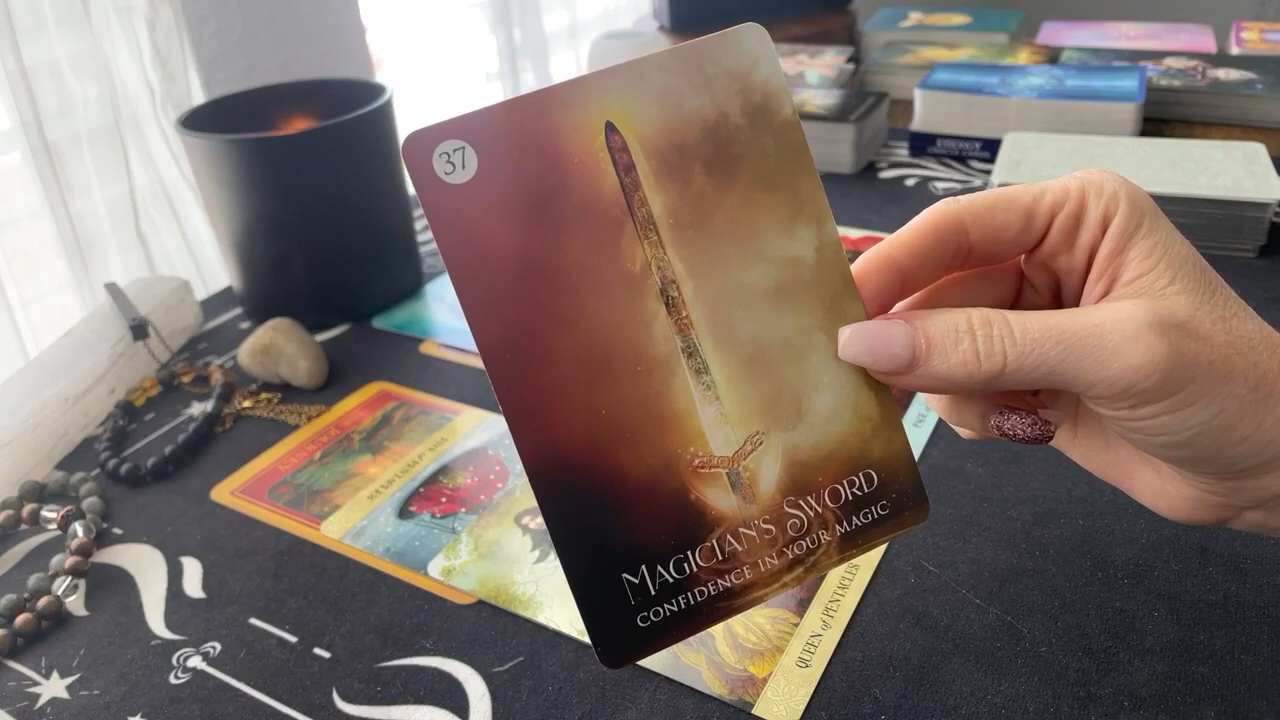 37
MAGICIAN'S SWORD
CONFIDENCE IN YOUR MAGIC
QUEEN of PENTACLES
ENERGY